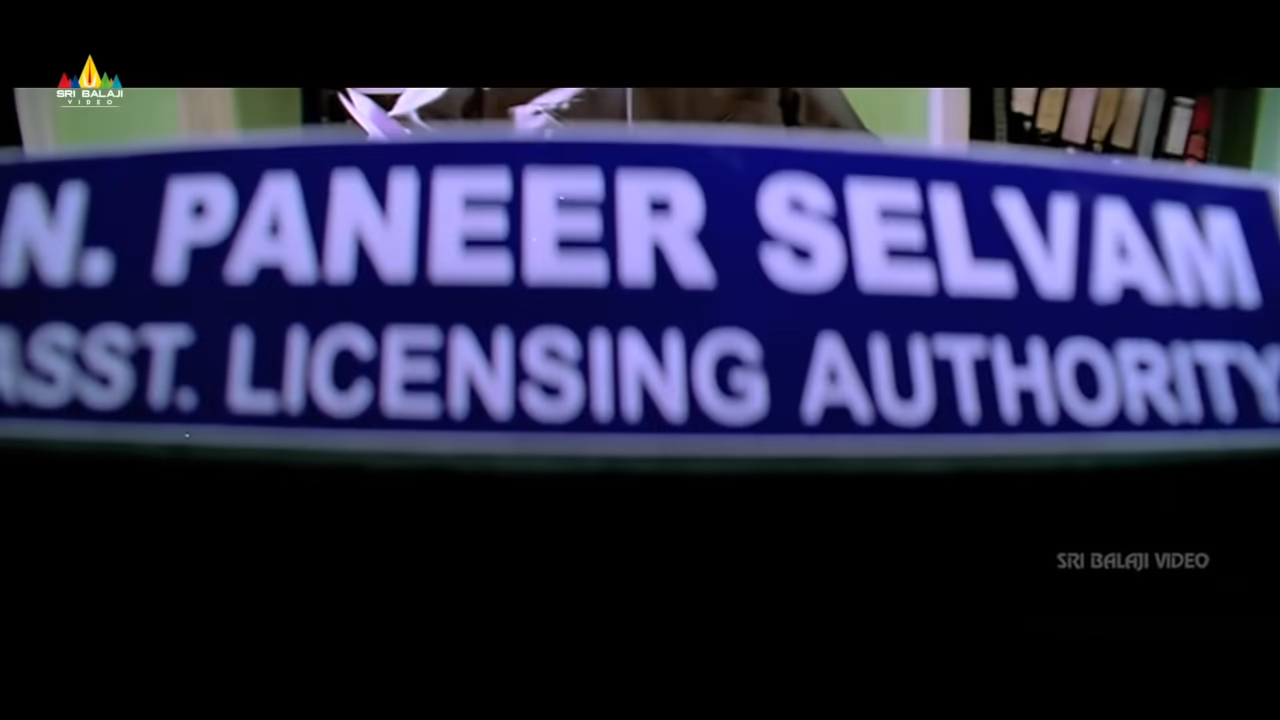 SRI BALAJI
VIDEO
N. PANEER SELVAM
ASST. LICENSING AUTHORITY
SRI BALAJI VIDEO